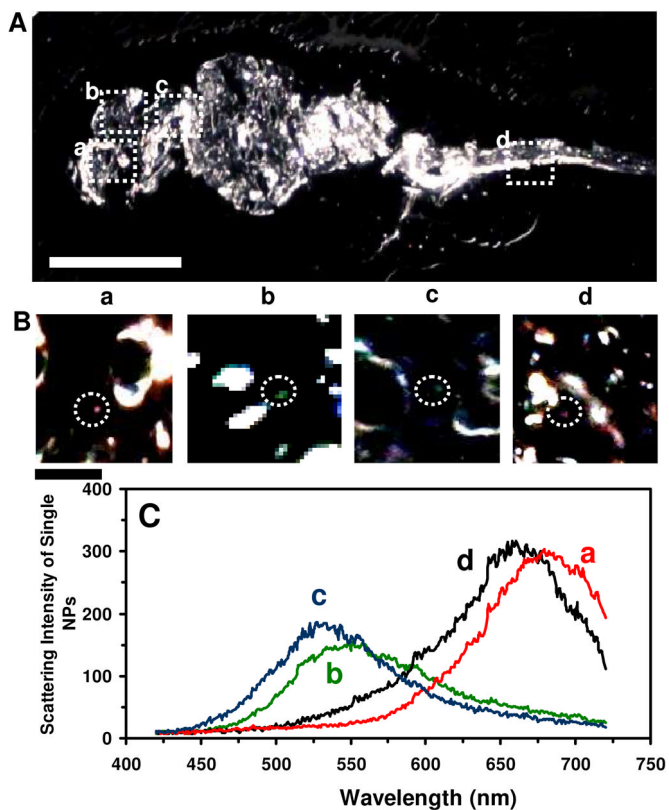 A
b
c
a
d
a b c d
B
C
Scattering Intensity of Single
NPs
400
300
200
100
0
d
a
c
b
400 450 500 550 600 650 700 750
Wavelength (nm)